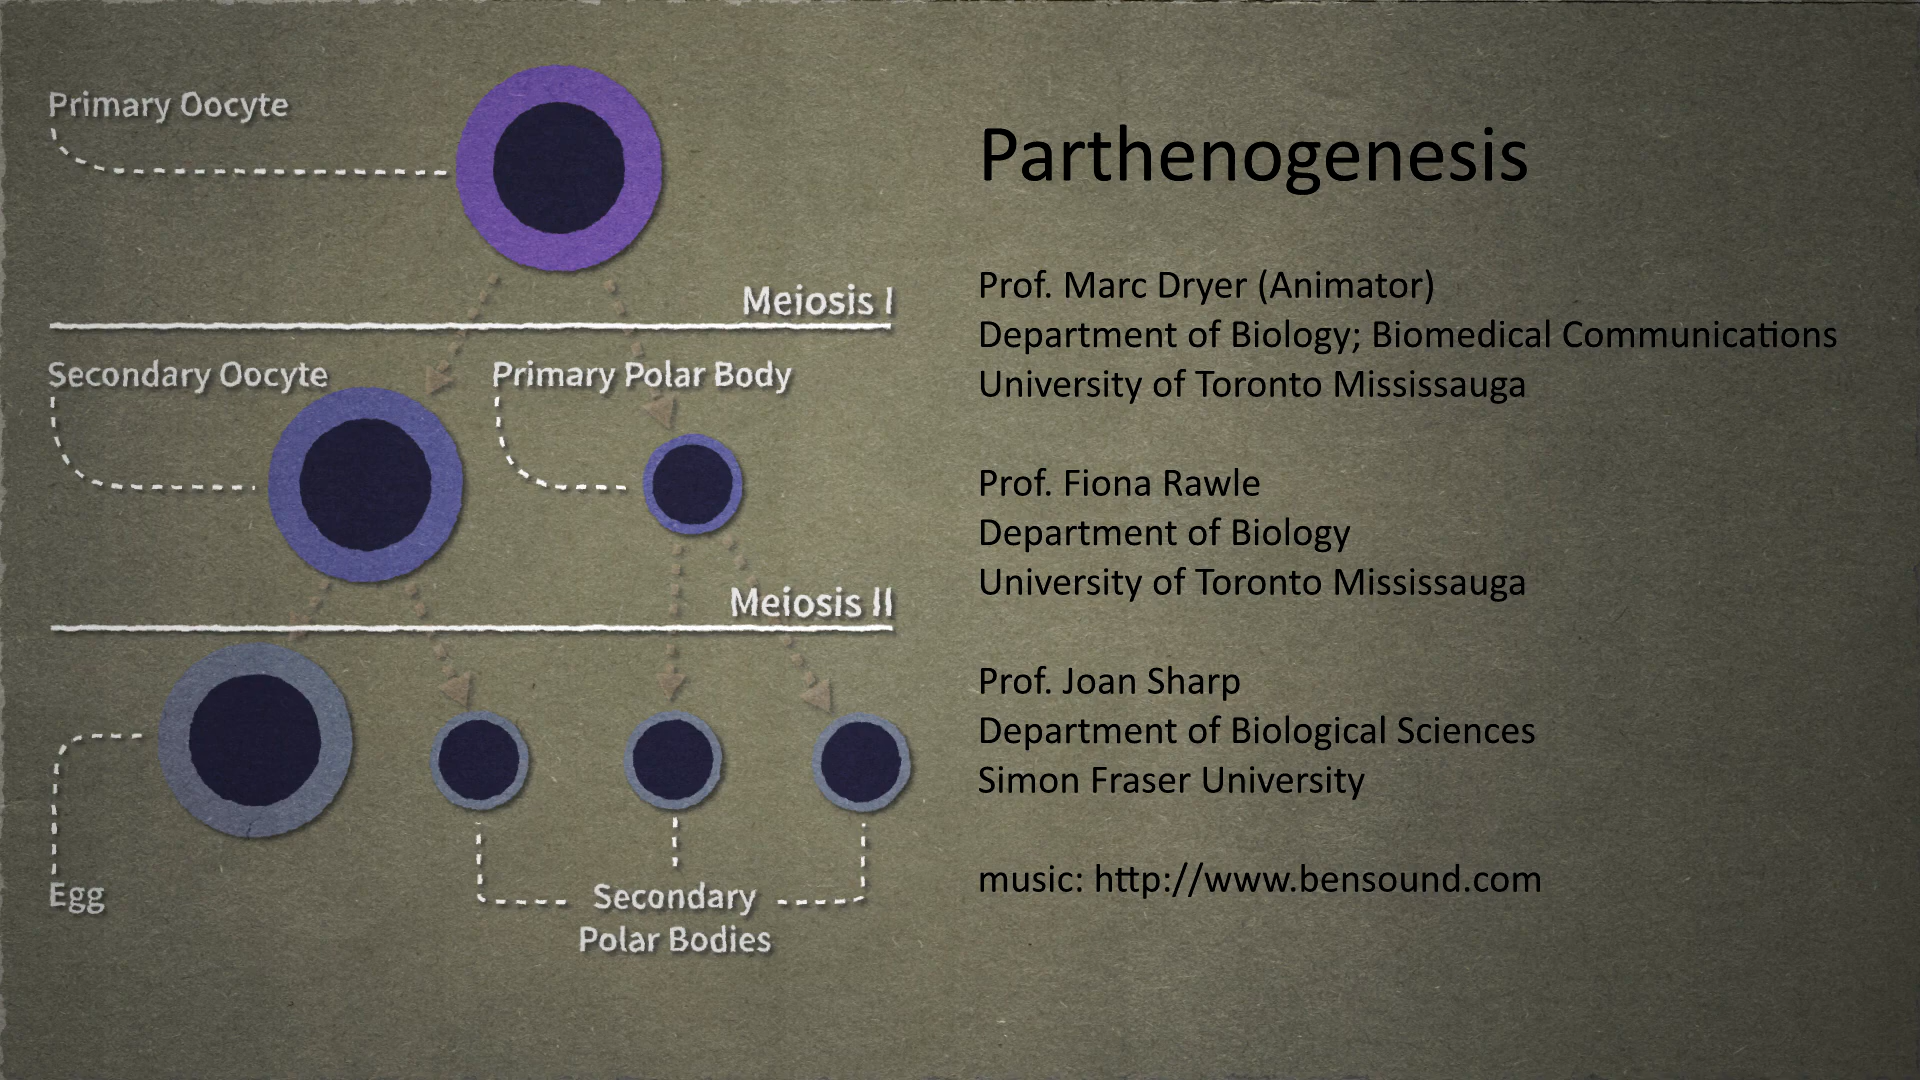 Primary Oocyte
Meiosis I
Secondary Oocyte
Primary Polar Body
Meiosis II
Egg
Secondary
Polar Bodies
Parthenogenesis
Prof. Marc Dryer (Animator)
Department of Biology; Biomedical Communications
University of Toronto Mississauga
Prof. Fiona Rawle
Department of Biology
University of Toronto Mississauga
Prof. Joan Sharp
Department of Biological Sciences
Simon Fraser University
music: http://www.bensound.com